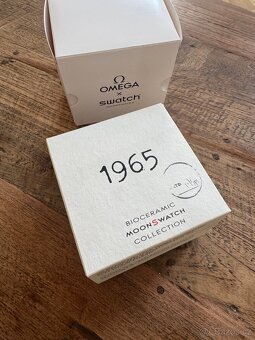 OMEGA
×
swatch
1965
BIOCERAMIC
MOONSWATCH
COLLECTION